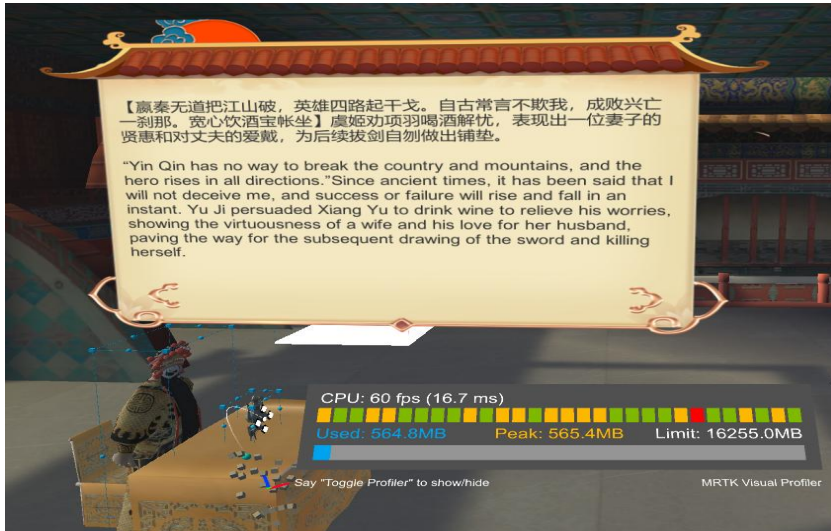 【嬴秦无道把江山破，英雄四路起干戈。自古常言不欺我，成败兴亡
一刹那。宽心饮酒宝帐坐】虞姬劝项羽喝酒解忧，表现出一位妻子的
贤惠和对丈夫的爱戴，为后续拔剑自刎做出铺垫。
“Yin Qin has no way to break the country and mountains, and the
hero rises in all directions.”Since ancient times, it has been said that I
will not deceive me, and success or failure will rise and fall in an
instant. Yu Ji persuaded Xiang Yu to drink wine to relieve his worries,
showing the virtuousness of a wife and his love for her husband,
paving the way for the subsequent drawing of the sword and killing
herself.
CPU: 60 fps (16.7 ms)
Used: 564.8MB Peak: 565.4MB Limit: 16255.0MB
Say "Toggle Profiler" to show/hide MRTK Visual Profiler